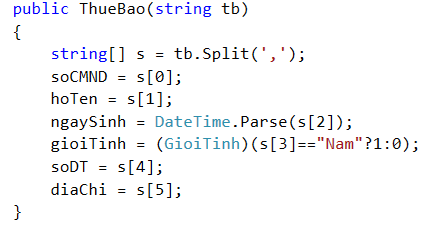 public ThueBao(string tb)
{
    string[] s = tb.Split(',');
    soCMND = s[0];
    hoTen = s[1];
    ngaySinh = DateTime.Parse(s[2]);
    gioiTinh = (GioiTinh)(s[3]=="Nam"?1:0);
    soDT = s[4];
    diaChi = s[5];
}